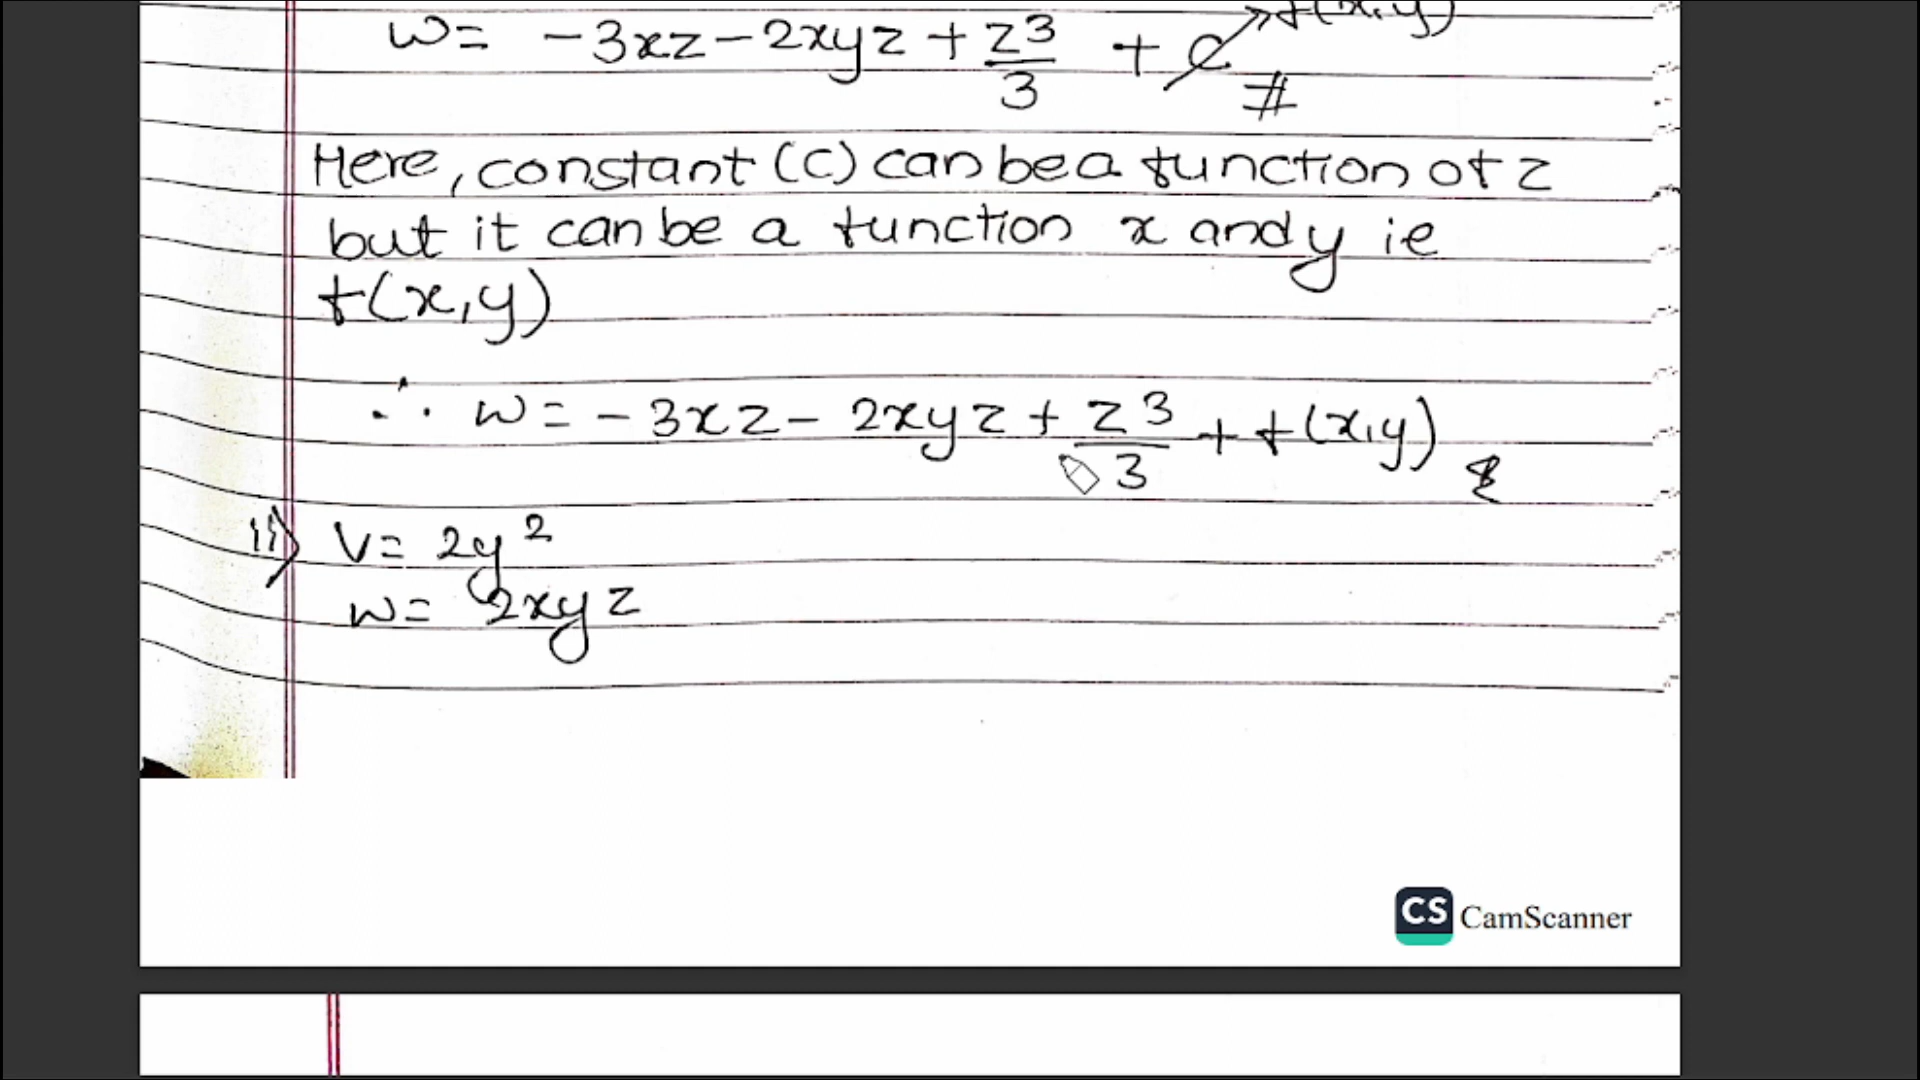 w = -3xz - 2xyz + z3/3 + C → f(x,y) #
Here, constant (C) can be a function of z
but it can be a function x and y ie
f(x,y)
∴ w = -3xz - 2xyz + z3/3 + f(x,y)
ii) V = 2y²
w = 2xyz
CS CamScanner